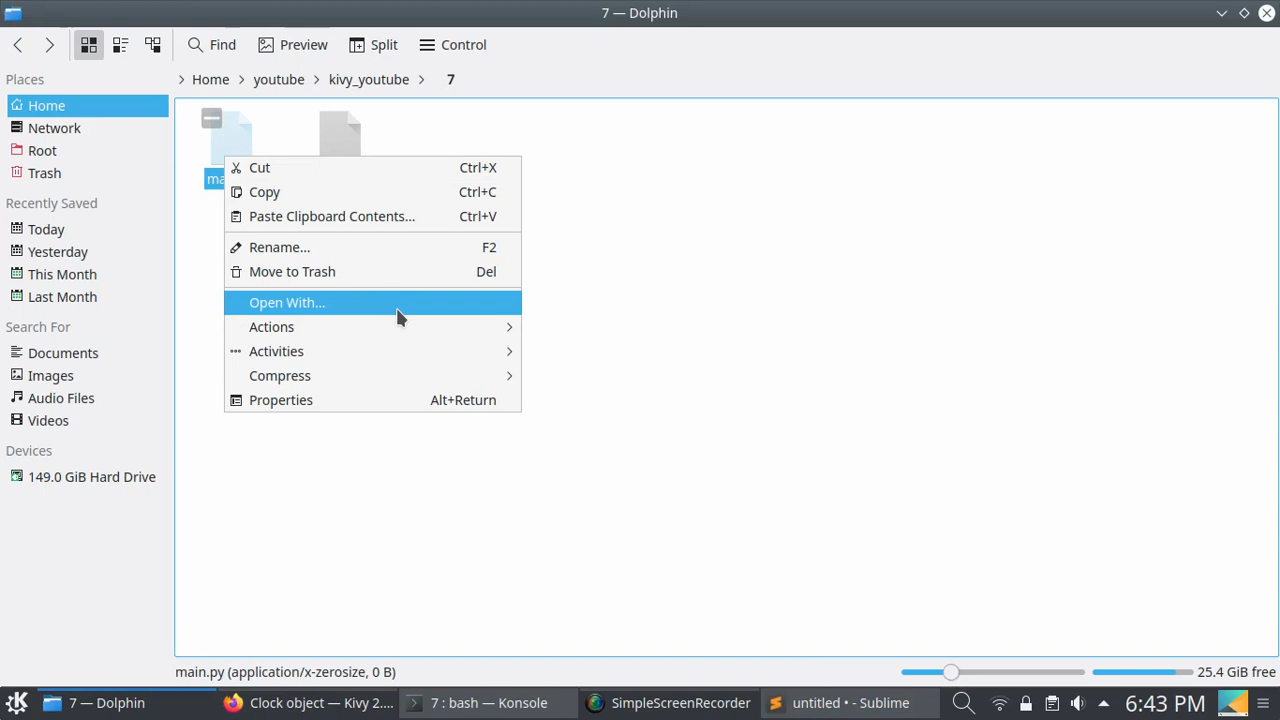 7 — Dolphin
Find
Preview
Split
Control
Places
> Home > youtube > kivy_youtube > 7
Home
Network
Root
Trash
Recently Saved
Today
Yesterday
This Month
Last Month
Search For
Documents
Images
Audio Files
Videos
Devices
149.0 GiB Hard Drive
Cut Ctrl+X
Copy Ctrl+C
Paste Clipboard Contents... Ctrl+V
Rename... F2
Move to Trash Del
Open With...
Actions
Activities
Compress
Properties Alt+Return
main.py (application/x-zerosize, 0 B)
25.4 GiB free
7 — Dolphin
Clock object — Kivy 2....
7 : bash — Konsole
SimpleScreenRecorder
untitled • - Sublime
6:43 PM